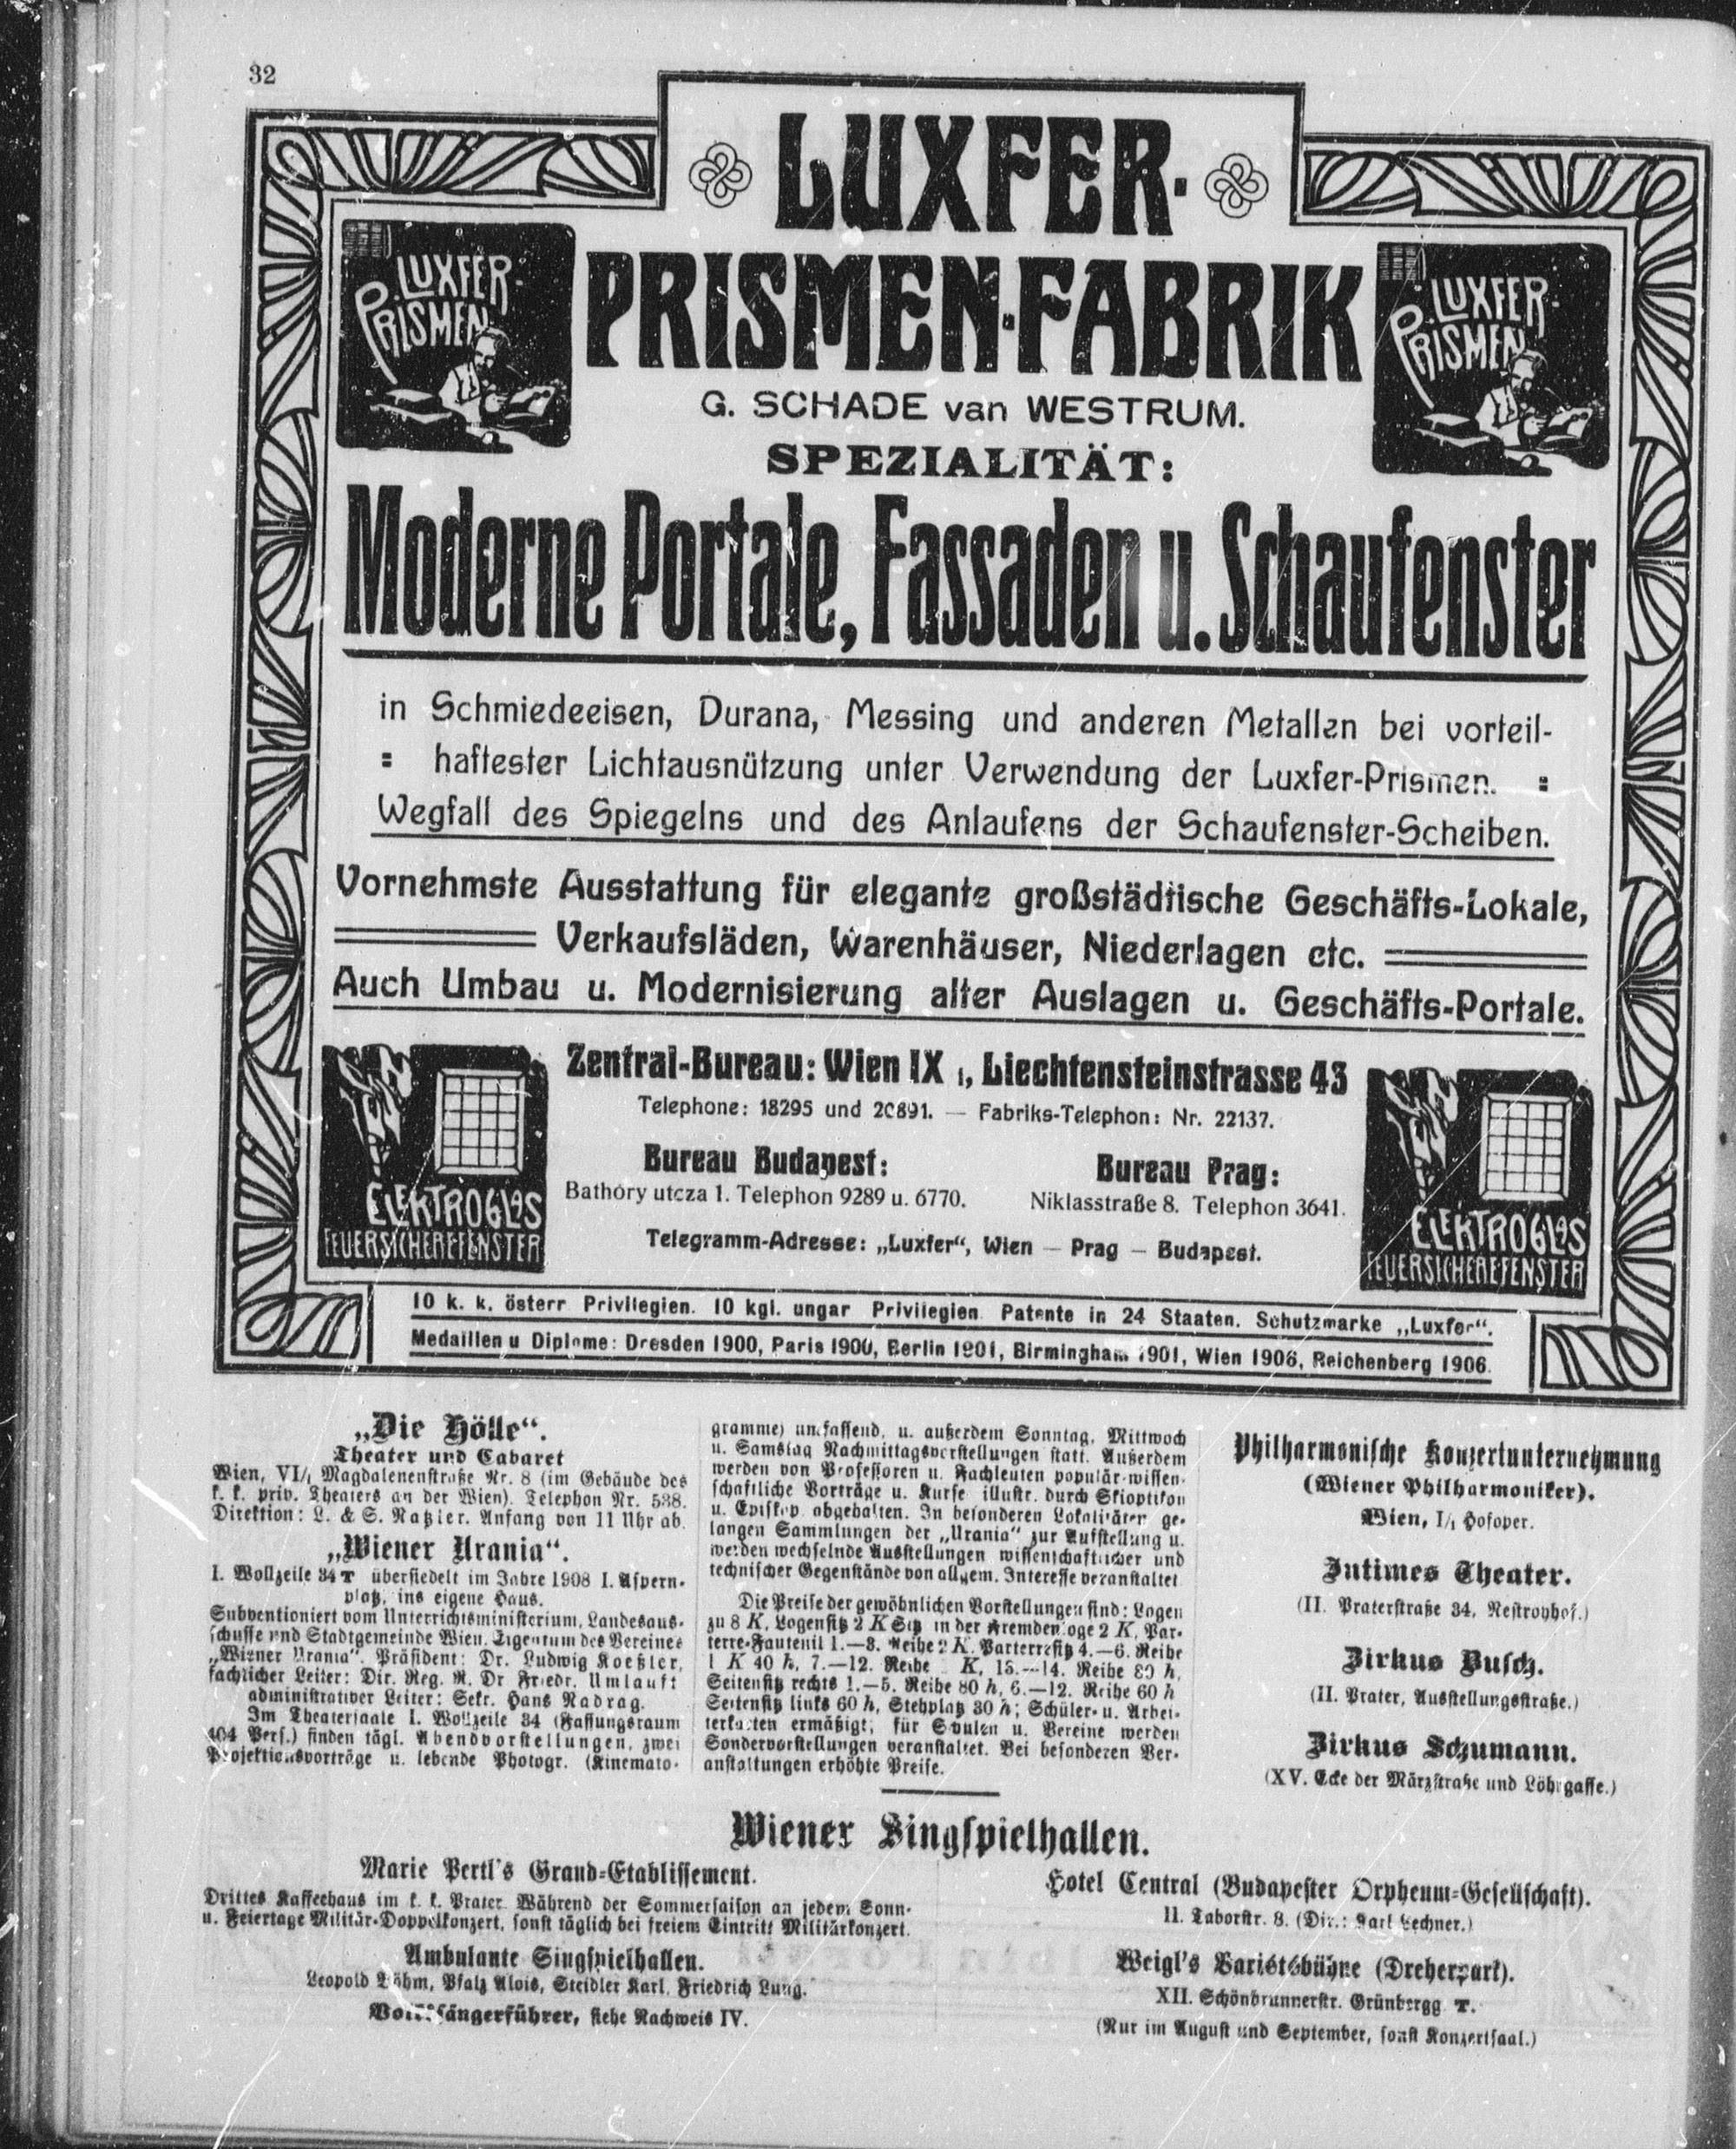 32
LUXFER-
PRISMEN-FABRIK
LUXFER-
PRISMEN
LUXFER-
PRISMEN
G. SCHADE van WESTRUM.
SPEZIALITÄT:
Moderne Portale, Fassaden u. Schaufenster
in Schmiedeeisen, Durana, Messing und anderen Metallen bei vorteil-
haftester Lichtausnützung unter Verwendung der Luxfer-Prismen.
Wegfall des Spiegelns und des Anlaufens der Schaufenster-Scheiben.
Vornehmste Ausstattung für elegante großstädtische Geschäfts-Lokale,
Verkaufsläden, Warenhäuser, Niederlagen etc.
Auch Umbau u. Modernisierung alter Auslagen u. Geschäfts-Portale.
Zentral-Bureau: Wien IX, Liechtensteinstrasse 43
Telephone: 18295 und 20891. — Fabriks-Telephon: Nr. 22137.
Bureau Budapest:
Bathory utcza 1. Telephon 9289 u. 6770.
Bureau Prag:
Niklasstraße 8. Telephon 3641.
Telegramm-Adresse: „Luxfer“, Wien — Prag — Budapest.
ELEKTROGLAS
FEUERSICHEREFENSTER
ELEKTROGLAS
FEUERSICHEREFENSTER
10 k. k. österr Privilegien. 10 kgl. ungar Privilegien. Patente in 24 Staaten. Schutzmarke „Luxfer“.
Medaillen u Diplome: Dresden 1900, Paris 1900, Berlin 1901, Birmingham 1901, Wien 1906, Reichenberg 1906.
„Die Hölle“.
Theater und Cabaret
Wien, VI/1 Magdalenenstraße Nr. 8 (im Gebäude des
k. k. priv. Theaters an der Wien). Telephon Nr. 538.
Direktion: L. & S. Natzler. Anfang von 11 Uhr ab.
„Wiener Urania“.
I. Wollzeile 34 T übersiedelt im Jahre 1908 I. Aspern-
platz, ins eigene Haus.
Subventioniert vom Unterrichtsministerium, Landesaus-
schusse und Stadtgemeinde Wien. Eigentum des Vereines
„Wiener Urania“. Präsident: Dr. Ludwig Koeßler,
fachlicher Leiter: Dir. Reg. R. Dr Friedr. Umlauft
administrativer Leiter: Sekr. Hans Nadrag.
Im Theatersaale I. Wollzeile 34 (Fassungsraum
404 Pers.) finden tägl. Abendvorstellungen, zwei
Projektionsvorträge u. lebende Photogr. (Kinemato-
gramme) umfassend, u. außerdem Sonntag, Mittwoch
u. Samstag Nachmittagsvorstellungen statt. Außerdem
werden von Professoren u. Fachleuten populär-wissen-
schaftliche Vorträge u. Kurse illustr. durch Skioptikon
u. Episkop abgehalten. In besonderen Lokalitäten ge-
langen Sammlungen der „Urania“ zur Aufstellung u.
werden wechselnde Ausstellungen wissenschaftlicher und
technischer Gegenstände von allgem. Interesse veranstaltet
Die Preise der gewöhnlichen Vorstellungen sind: Logen
zu 8 K, Logensitz 2 K Sitz in der Fremdenloge 2 K, Par-
terre-Fauteuil 1.—3. Reihe 2 K. Parterresitz 4.—6. Reihe
1 K 40 h, 7.—12. Reihe K, 13.—14. Reihe 80 h,
Seitensitz rechts 1.—5. Reihe 80 h, 6.—12. Reihe 60 h
Seitensitz links 60 h, Stehplatz 30 h; Schüler- u. Arbei-
terkarten ermäßigt; für Schulen u. Vereine werden
Sondervorstellungen veranstaltet. Bei besonderen Ver-
anstaltungen erhöhte Preise.
Philharmonische Konzertunternehmung
(Wiener Philharmoniker).
Wien, I/1 Hofoper.
Intimes Theater.
(II. Praterstraße 34, Nestroyhof.)
Zirkus Busch.
(II. Prater, Ausstellungsstraße.)
Zirkus Schumann.
(XV. Ecke der Märzstraße und Löhrgasse.)
Wiener Singspielhallen.
Marie Pertl's Grand-Etablissement.
Drittes Kaffeehaus im k. k. Prater. Während der Sommersaison an jedem Sonn-
u. Feiertage Militär-Doppelkonzert, sonst täglich bei freiem Eintritt Militärkonzert.
Ambulante Singspielhallen.
Leopold Böhm, Pfalz Alois, Steidler Karl, Friedrich Lung.
Volkssängerführer, siehe Nachweis IV.
Hotel Central (Budapester Orpheum-Gesellschaft).
II. Taborstr. 8. (Dir.: Karl Lechner.)
Weigl's Varietébühne (Dreherpark).
XII. Schönbrunnerstr. Grünbergg T.
(Nur im August und September, sonst Konzertsaal.)